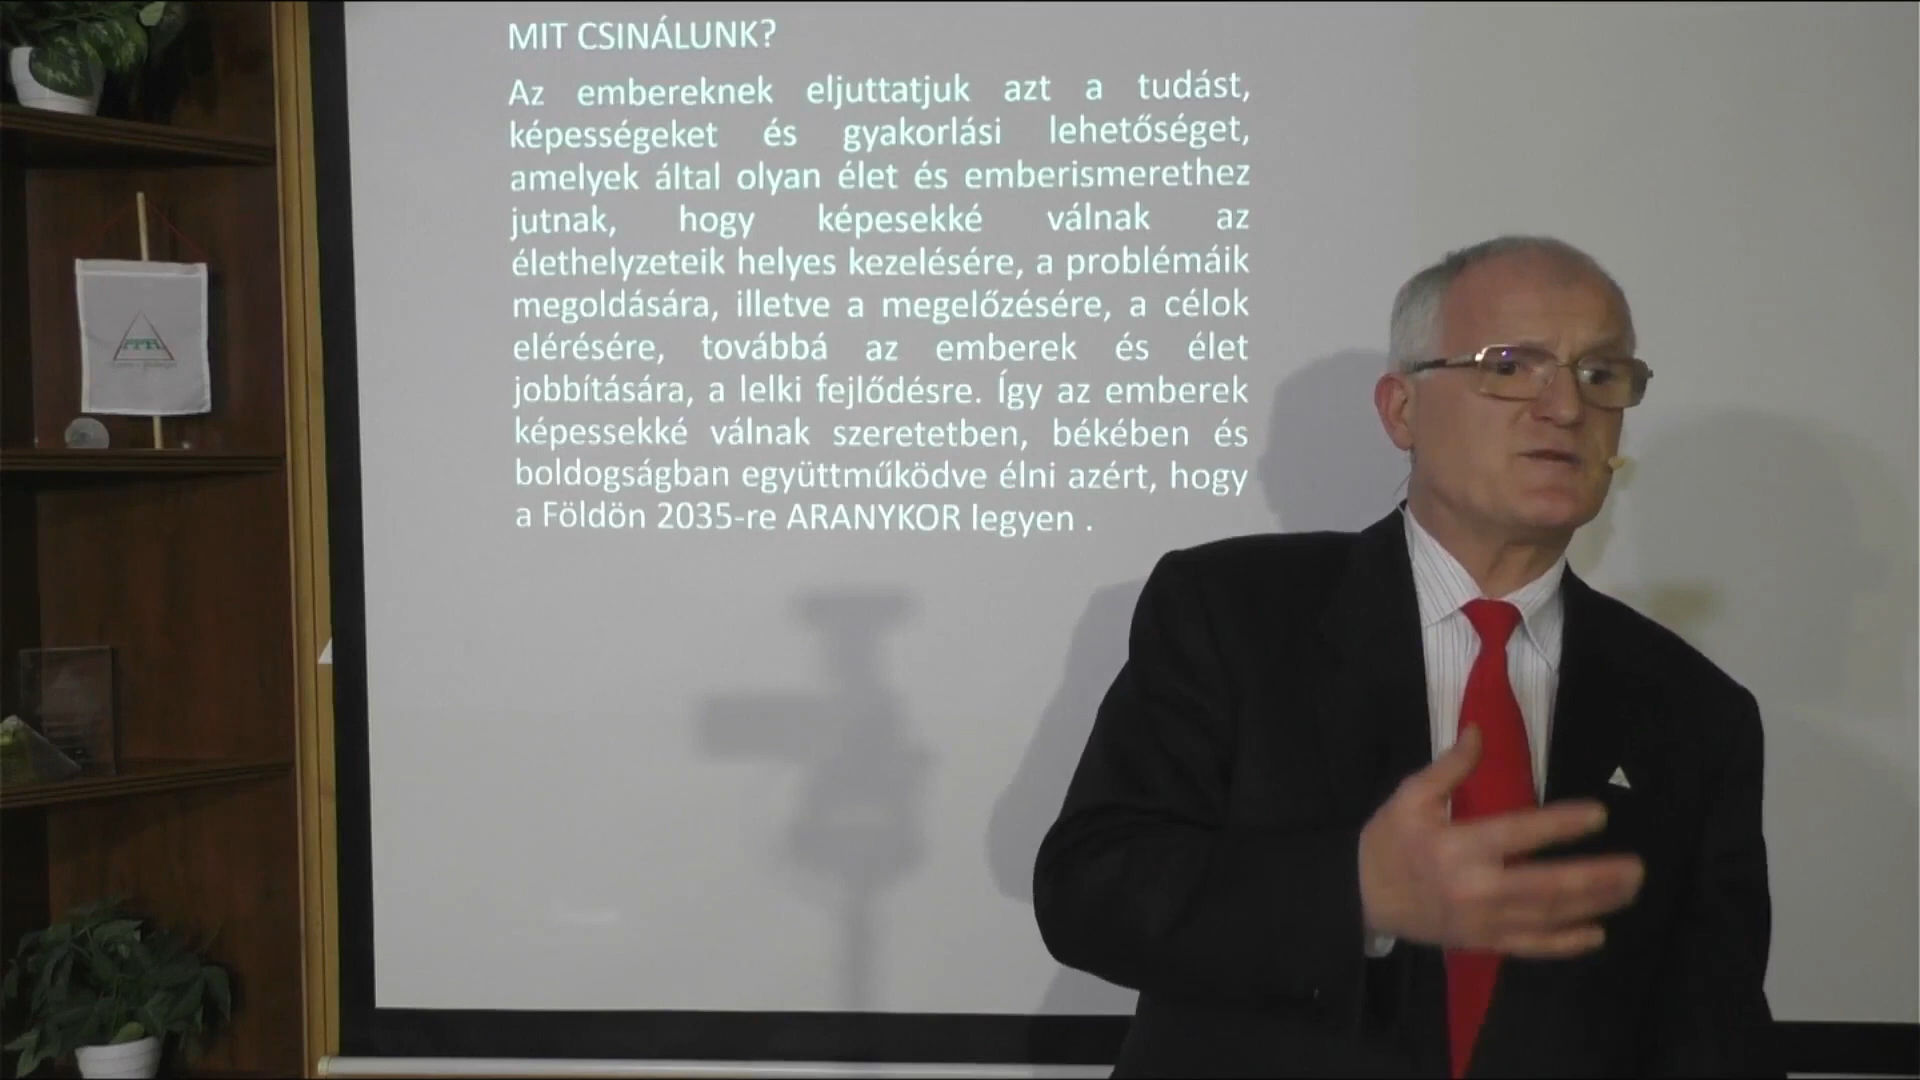 MIT CSINÁLUNK?
Az embereknek eljuttatjuk azt a tudást,
képességeket és gyakorlási lehetőséget,
amelyek által olyan élet és emberismerethez
jutnak, hogy képesekké válnak az
élethelyzeteik helyes kezelésére, a problémáik
megoldására, illetve a megelőzésére, a célok
elérésére, továbbá az emberek és élet
jobbítására, a lelki fejlődésre. Így az emberek
képessekké válnak szeretetben, békében és
boldogságban együttműködve élni azért, hogy
a Földön 2035-re ARANYKOR legyen .